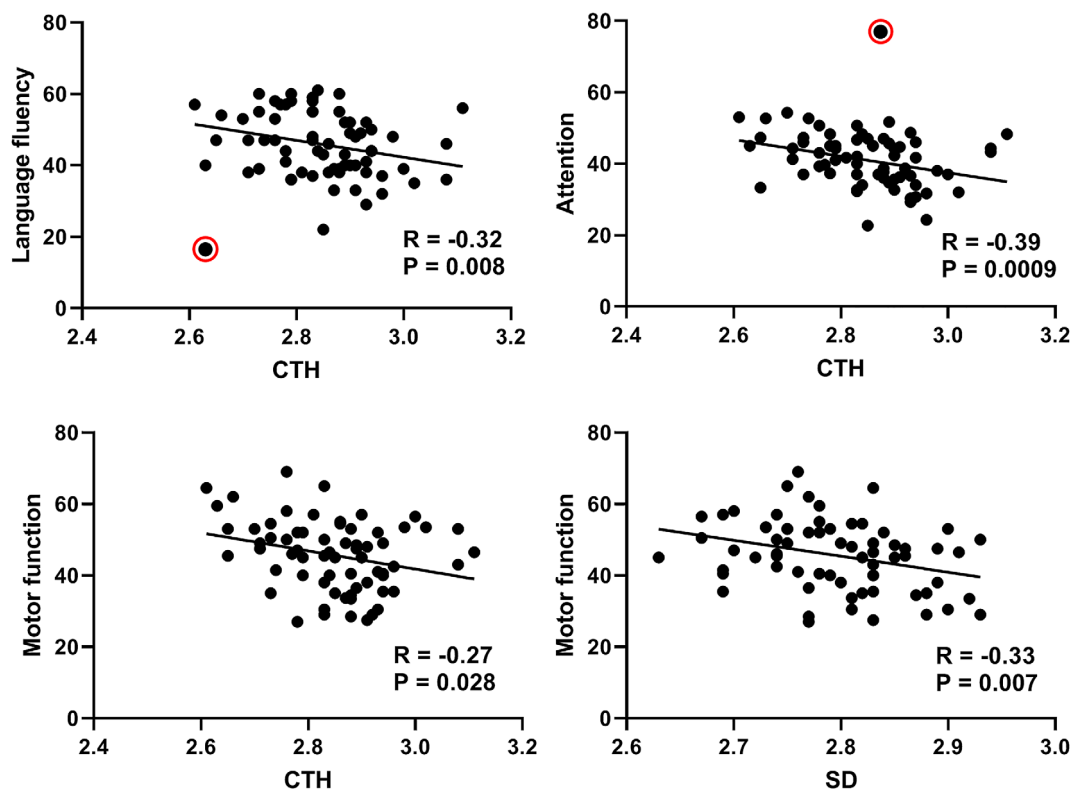 80
60
40
20
0
Language fluency
R = -0.32
P = 0.008
2.4 2.6 2.8 3.0 3.2
CTH
80
60
40
20
0
Attention
R = -0.39
P = 0.0009
2.4 2.6 2.8 3.0 3.2
CTH
80
60
40
20
0
Motor function
R = -0.27
P = 0.028
2.4 2.6 2.8 3.0 3.2
CTH
80
60
40
20
0
Motor function
R = -0.33
P = 0.007
2.6 2.7 2.8 2.9 3.0
SD